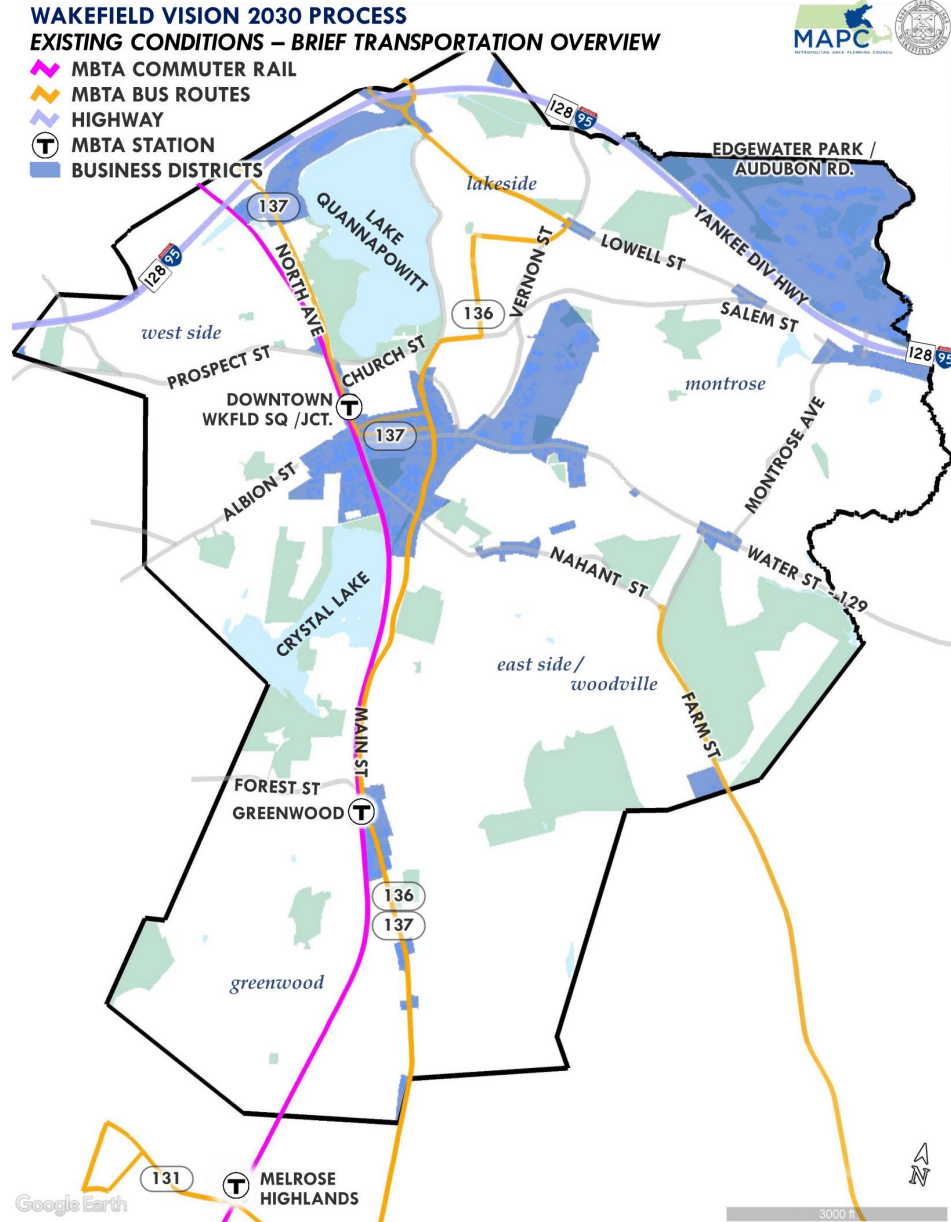 WAKEFIELD VISION 2030 PROCESS
EXISTING CONDITIONS – BRIEF TRANSPORTATION OVERVIEW
MBTA COMMUTER RAIL
MBTA BUS ROUTES
HIGHWAY
T MBTA STATION
BUSINESS DISTRICTS
MAPC
METROPOLITAN AREA PLANNING COUNCIL
128 95
EDGEWATER PARK /
AUDUBON RD.
lakeside
137
LAKE
QUANNAPOWITT
LOWELL ST
YANKEE DIV HWY
VERNON ST
NORTH AVE
128 95
136
SALEM ST
west side
PROSPECT ST
CHURCH ST
128 95
montrose
DOWNTOWN
WKFLD SQ /JCT.
T
137
MONTROSE AVE
ALBION ST
NAHANT ST
WATER ST - 129
CRYSTAL LAKE
east side/
woodville
MAIN ST
FARM ST
FOREST ST
GREENWOOD
T
136
137
greenwood
131
T
MELROSE
HIGHLANDS
N
Google Earth
3000 ft